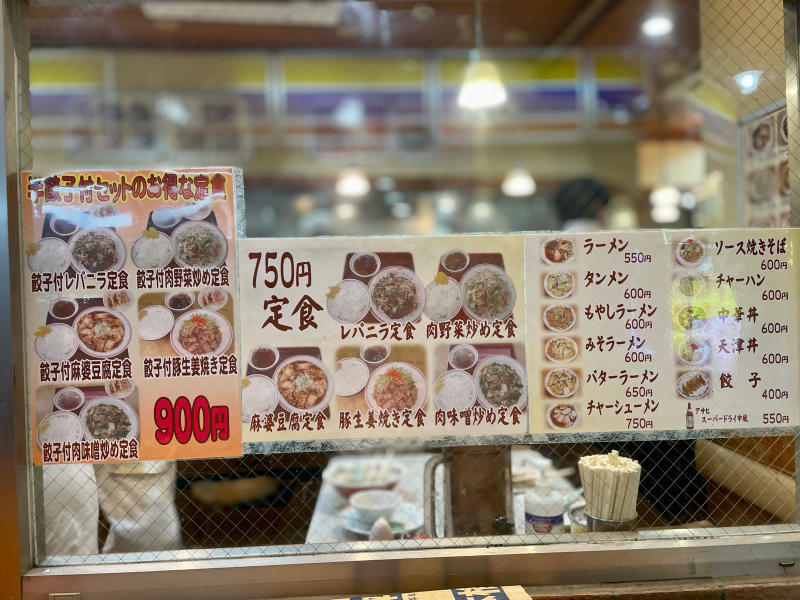 餃子付セットのお得な定食
餃子付レバニラ定食
餃子付肉野菜炒め定食
餃子付麻婆豆腐定食
餃子付豚生姜焼き定食
餃子付肉味噌炒め定食
900円
750円
定食
レバニラ定食
肉野菜炒め定食
麻婆豆腐定食
豚生姜焼き定食
肉味噌炒め定食
ラーメン
550円
タンメン
600円
もやしラーメン
600円
みそラーメン
600円
バターラーメン
650円
チャーシューメン
750円
ソース焼きそば
600円
チャーハン
600円
中華丼
600円
天津丼
600円
餃子
400円
アサヒ
スーパードライ中瓶
550円